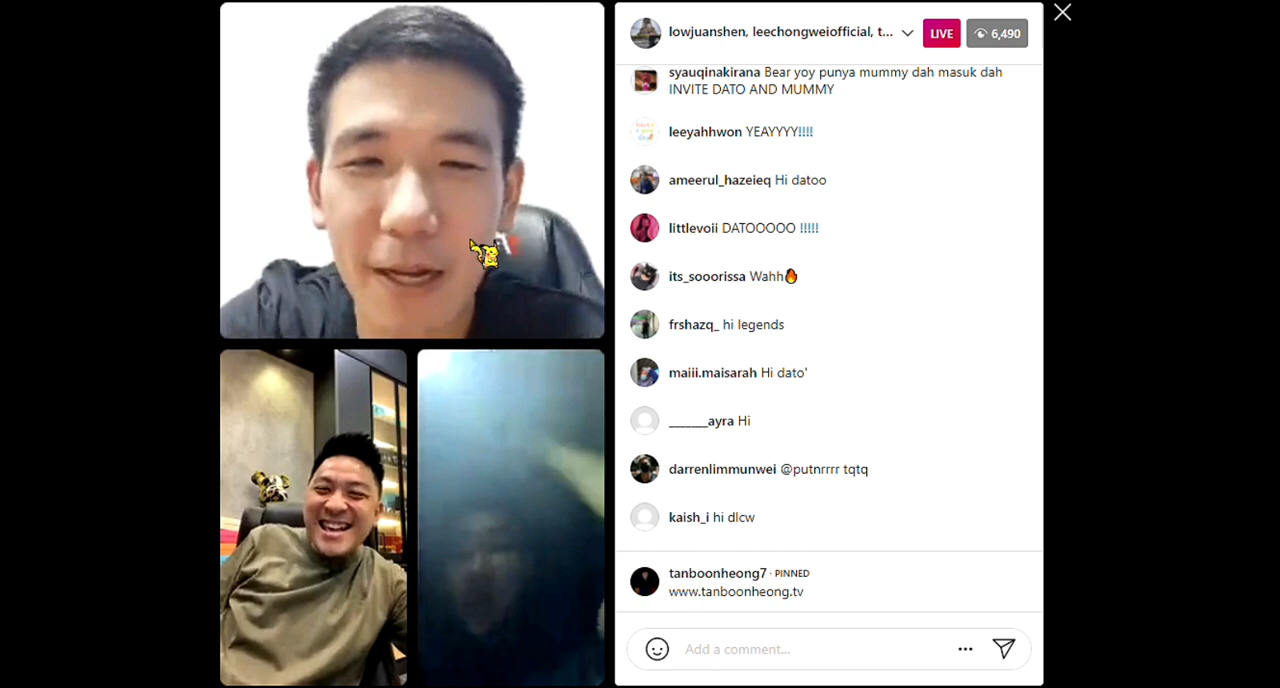 lowjuanshen, leechongweiofficial, t...
LIVE
6,490
syauqinakirana Bear yoy punya mummy dah masuk dah
INVITE DATO AND MUMMY
leeyahhwon YEAYYYY!!!!
ameerul_hazeieq Hi datoo
littlevoii DATOOOOO !!!!!
its_sooorissa Wahh🔥
frshazq_ hi legends
maiii.maisarah Hi dato'
_______ayra Hi
darrenlimmunwei @putnrrrr tqtq
kaish_i hi dlcw
tanboonheong7 · PINNED
www.tanboonheong.tv
Add a comment...